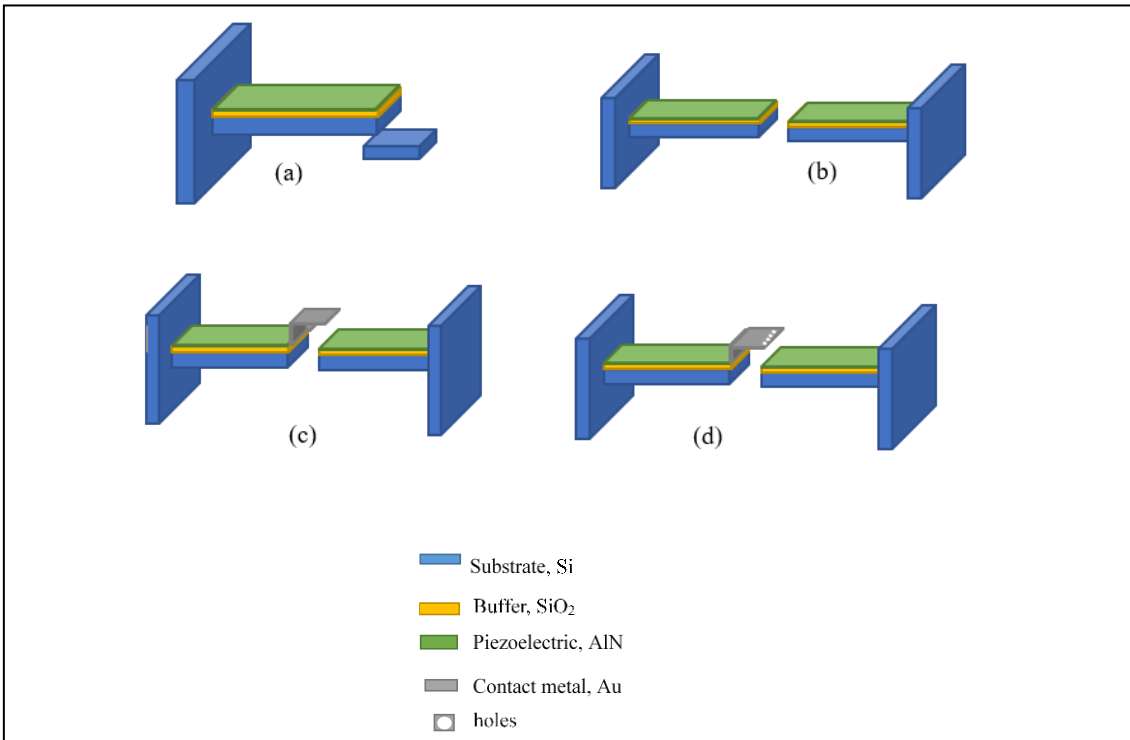 (a)
(b)
(c)
(d)
Substrate, Si
Buffer, SiO₂
Piezoelectric, AlN
Contact metal, Au
holes